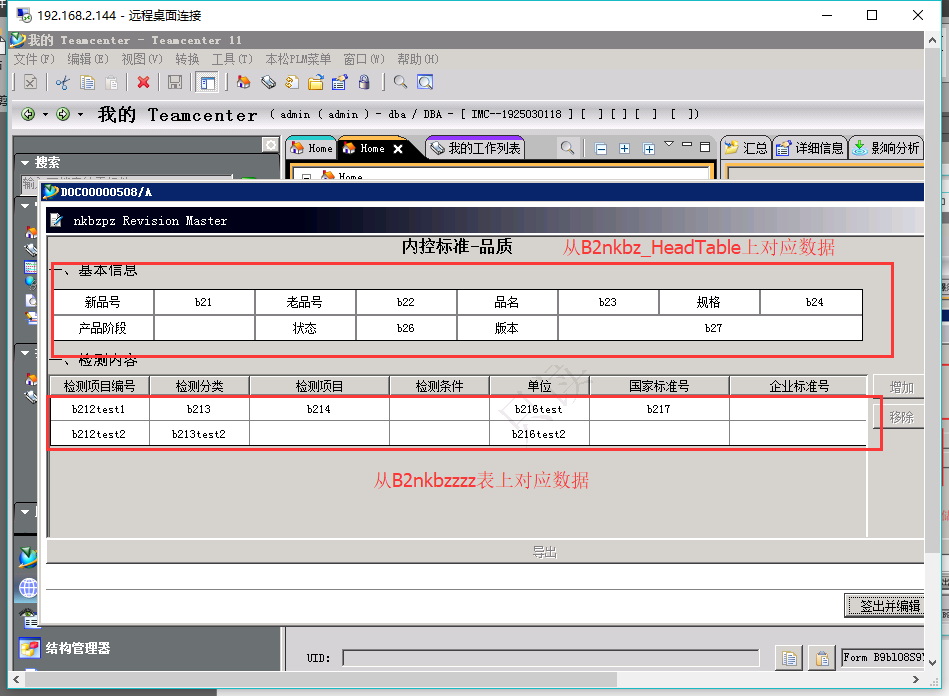 192.168.2.144 - 远程桌面连接
我的 Teamcenter - Teamcenter 11
文件(F) 编辑(E) 视图(V) 转换 工具(T) 本松PLM菜单 窗口(W) 帮助(H)
我的 Teamcenter ( admin ( admin ) - dba / DBA - [ IMC--1925030118 ] [ ] [ ] [ ] [ ])
搜索
Home Home 我的工作列表 汇总 详细信息 影响分析
Home
DOC00000508/A
nkbzpz Revision Master
内控标准-品质 从B2nkbz_HeadTable上对应数据
一、基本信息
新品号 b21 老品号 b22 品名 b23 规格 b24
产品阶段 状态 b26 版本 b27
一、检测内容
检测项目编号 检测分类 检测项目 检测条件 单位 国家标准号 企业标准号 增加
b212test1 b213 b214 b216test b217 移除
b212test2 b213test2 b216test2
只读
从B2nkbzzzz表上对应数据
导出
签出并编辑
结构管理器
UID: Form B9blO8S9